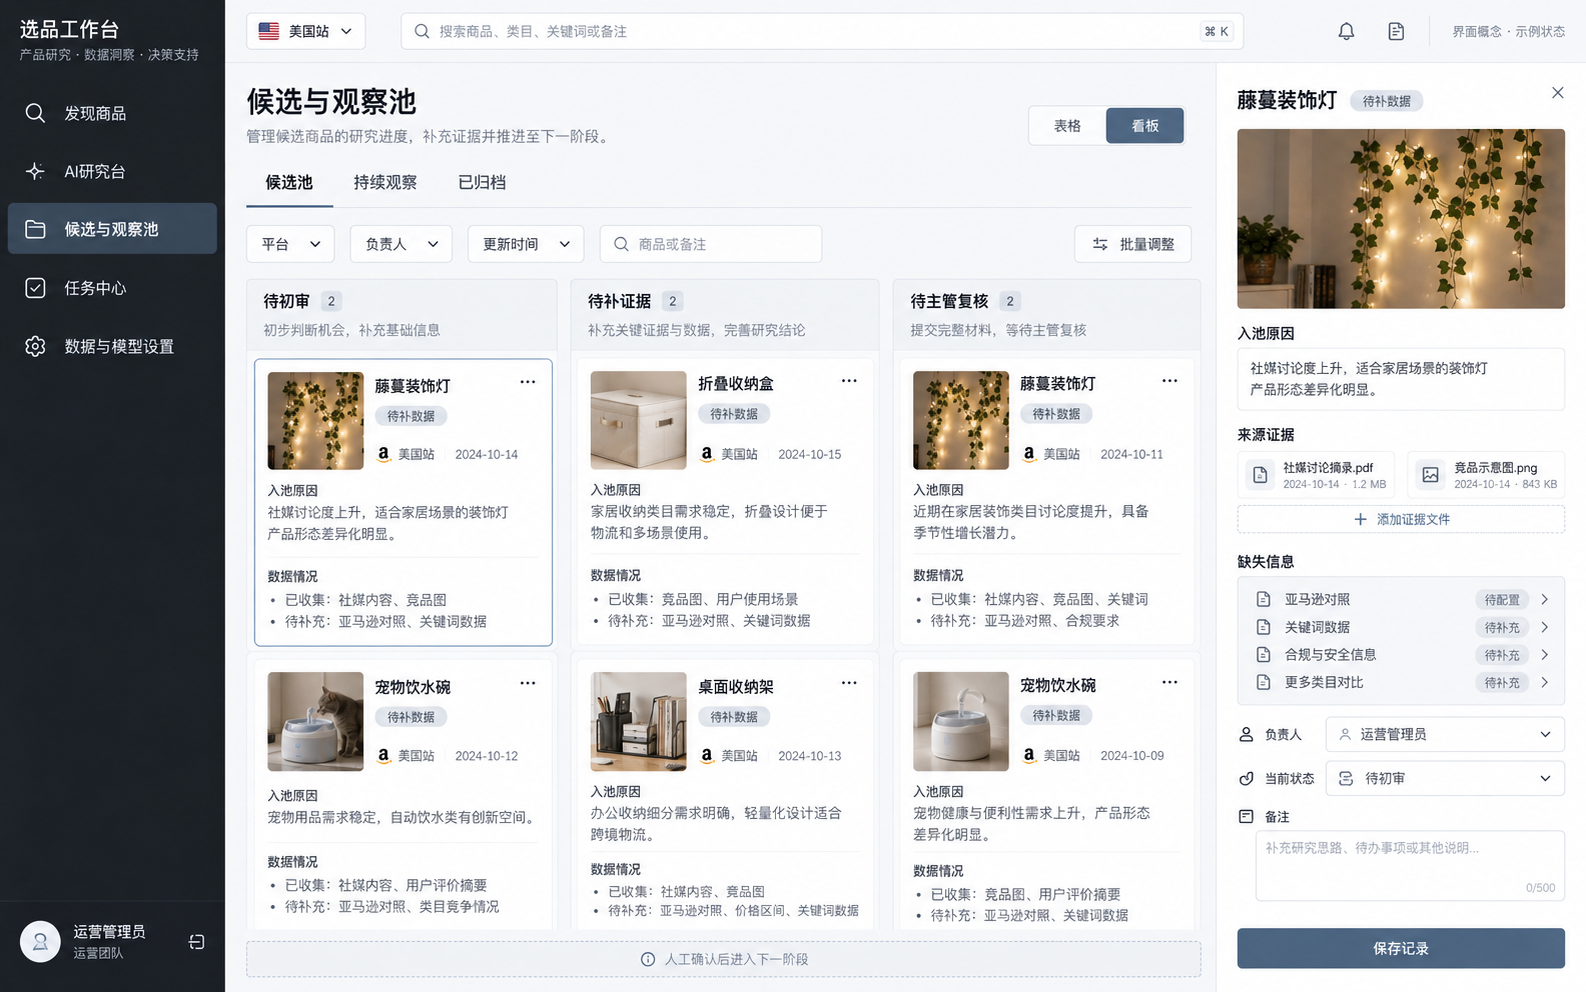 选品工作台
产品研究 · 数据洞察 · 决策支持
发现商品
AI研究台
候选与观察池
任务中心
数据与模型设置
运营管理员
运营团队
美国站
搜索商品、类目、关键词或备注
⌘ K
界面概念 · 示例状态
候选与观察池
管理候选商品的研究进度，补充证据并推进至下一阶段。
表格
看板
候选池
持续观察
已归档
平台
负责人
更新时间
商品或备注
批量调整
待初审 2
初步判断机会，补充基础信息
藤蔓装饰灯
待补数据
a 美国站 2024-10-14
入池原因
社媒讨论度上升，适合家居场景的装饰灯
产品形态差异化明显。
数据情况
• 已收集：社媒内容、竞品图
• 待补充：亚马逊对照、关键词数据
宠物饮水碗
待补数据
a 美国站 2024-10-12
入池原因
宠物用品需求稳定，自动饮水类有创新空间。
数据情况
• 已收集：社媒内容、用户评价摘要
• 待补充：亚马逊对照、类目竞争情况
待补证据 2
补充关键证据与数据，完善研究结论
折叠收纳盒
待补数据
a 美国站 2024-10-15
入池原因
家居收纳类目需求稳定，折叠设计便于
物流和多场景使用。
数据情况
• 已收集：竞品图、用户使用场景
• 待补充：亚马逊对照、关键词数据
桌面收纳架
待补数据
a 美国站 2024-10-13
入池原因
办公收纳细分需求明确，轻量化设计适合
跨境物流。
数据情况
• 已收集：社媒内容、竞品图
• 待补充：亚马逊对照、价格区间、关键词数据
待主管复核 2
提交完整材料，等待主管复核
藤蔓装饰灯
待补数据
a 美国站 2024-10-11
入池原因
近期在家居装饰类目讨论度提升，具备
季节性增长潜力。
数据情况
• 已收集：社媒内容、竞品图、关键词
• 待补充：亚马逊对照、合规要求
宠物饮水碗
待补数据
a 美国站 2024-10-09
入池原因
宠物健康与便利性需求上升，产品形态
差异化明显。
数据情况
• 已收集：竞品图、用户评价摘要
• 待补充：亚马逊对照、关键词数据
人工确认后进入下一阶段
藤蔓装饰灯
待补数据
入池原因
社媒讨论度上升，适合家居场景的装饰灯
产品形态差异化明显。
来源证据
社媒讨论摘录.pdf
2024-10-14 · 1.2 MB
竞品示意图.png
2024-10-14 · 843 KB
添加证据文件
缺失信息
亚马逊对照 待配置
关键词数据 待补充
合规与安全信息 待补充
更多类目对比 待补充
负责人 运营管理员
当前状态 待初审
备注
补充研究思路、待办事项或其他说明...
0/500
保存记录